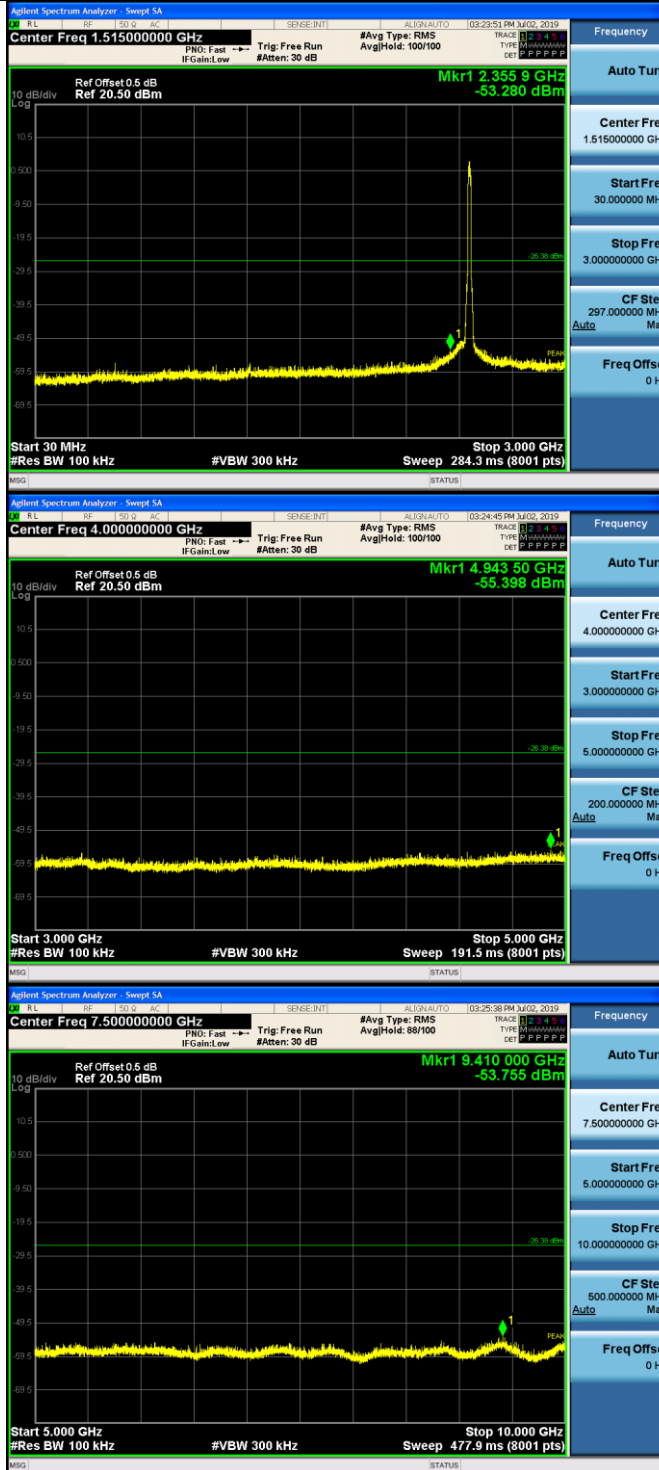 Agilent Spectrum Analyzer - Swept SA
RL RF 50 Ω AC SENSE:INT ALIGNAUTO 03:23:51 PM Jul 02, 2019
Center Freq 1.515000000 GHz
PNO: Fast
IFGain:Low
Trig: Free Run
#Atten: 30 dB
#Avg Type: RMS
Avg|Hold: 100/100
TRACE 1 2 3 4 5 6
TYPE M
DET P P P P P P
Mkr1 2.355 9 GHz
-53.280 dBm
Ref Offset 0.5 dB
Ref 20.50 dBm
10 dB/div
Log
10.5
0.500
-9.50
-19.5
-26.38 dBm
-29.5
-39.5
-49.5
1
PEAK
-59.5
-69.5
Start 30 MHz
Stop 3.000 GHz
#Res BW 100 kHz #VBW 300 kHz Sweep 284.3 ms (8001 pts)
MSG STATUS
Frequency
Auto Tun
Center Fre
1.515000000 GH
Start Fre
30.000000 MH
Stop Fre
3.000000000 GH
CF Ste
297.000000 MH
Auto Ma
Freq Offse
0 H
Agilent Spectrum Analyzer - Swept SA
RL RF 50 Ω AC SENSE:INT ALIGNAUTO 03:24:45 PM Jul 02, 2019
Center Freq 4.000000000 GHz
PNO: Fast
IFGain:Low
Trig: Free Run
#Atten: 30 dB
#Avg Type: RMS
Avg|Hold: 100/100
TRACE 1 2 3 4 5 6
TYPE M
DET P P P P P P
Mkr1 4.943 50 GHz
-55.398 dBm
Ref Offset 0.5 dB
Ref 20.50 dBm
10 dB/div
Log
10.5
0.500
-9.50
-19.5
-26.38 dBm
-29.5
-39.5
-49.5
1
-59.5
-69.5
Start 3.000 GHz
Stop 5.000 GHz
#Res BW 100 kHz #VBW 300 kHz Sweep 191.5 ms (8001 pts)
MSG STATUS
Frequency
Auto Tun
Center Fre
4.000000000 GH
Start Fre
3.000000000 GH
Stop Fre
5.000000000 GH
CF Ste
200.000000 MH
Auto Ma
Freq Offse
0 H
Agilent Spectrum Analyzer - Swept SA
RL RF 50 Ω AC SENSE:INT ALIGNAUTO 03:25:38 PM Jul 02, 2019
Center Freq 7.500000000 GHz
PNO: Fast
IFGain:Low
Trig: Free Run
#Atten: 30 dB
#Avg Type: RMS
Avg|Hold: 88/100
TRACE 1 2 3 4 5 6
TYPE M
DET P P P P P P
Mkr1 9.410 000 GHz
-53.755 dBm
Ref Offset 0.5 dB
Ref 20.50 dBm
10 dB/div
Log
10.5
0.500
-9.50
-19.5
-26.38 dBm
-29.5
-39.5
-49.5
1
PEAK
-59.5
-69.5
Start 5.000 GHz
Stop 10.000 GHz
#Res BW 100 kHz #VBW 300 kHz Sweep 477.9 ms (8001 pts)
MSG STATUS
Frequency
Auto Tun
Center Fre
7.500000000 GH
Start Fre
5.000000000 GH
Stop Fre
10.000000000 GH
CF Ste
500.000000 MH
Auto Ma
Freq Offse
0 H